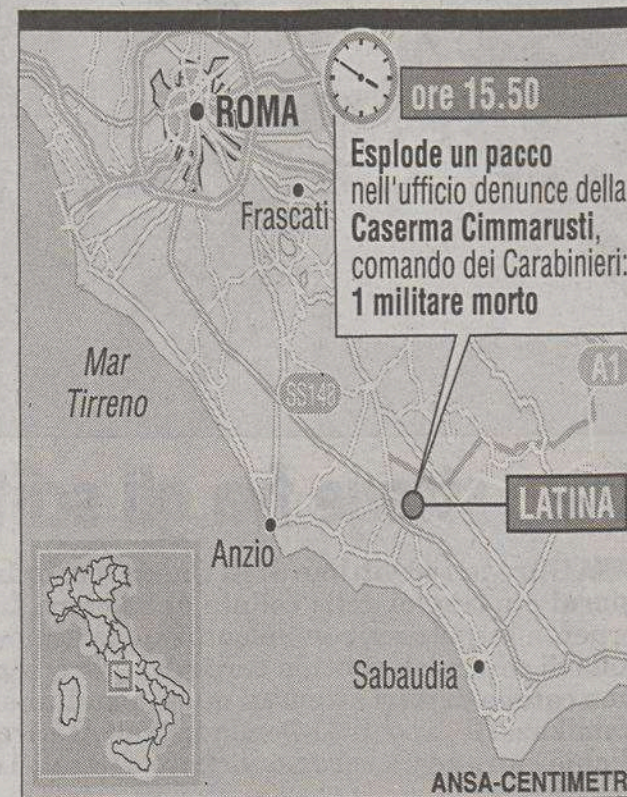 ore 15.50
ROMA
Esplode un pacco
nell'ufficio denunce della
Caserma Cimmarusti,
comando dei Carabinieri:
1 militare morto
Frascati
Mar
Tirreno
SS148
A1
LATINA
Anzio
Sabaudia
ANSA-CENTIMETR